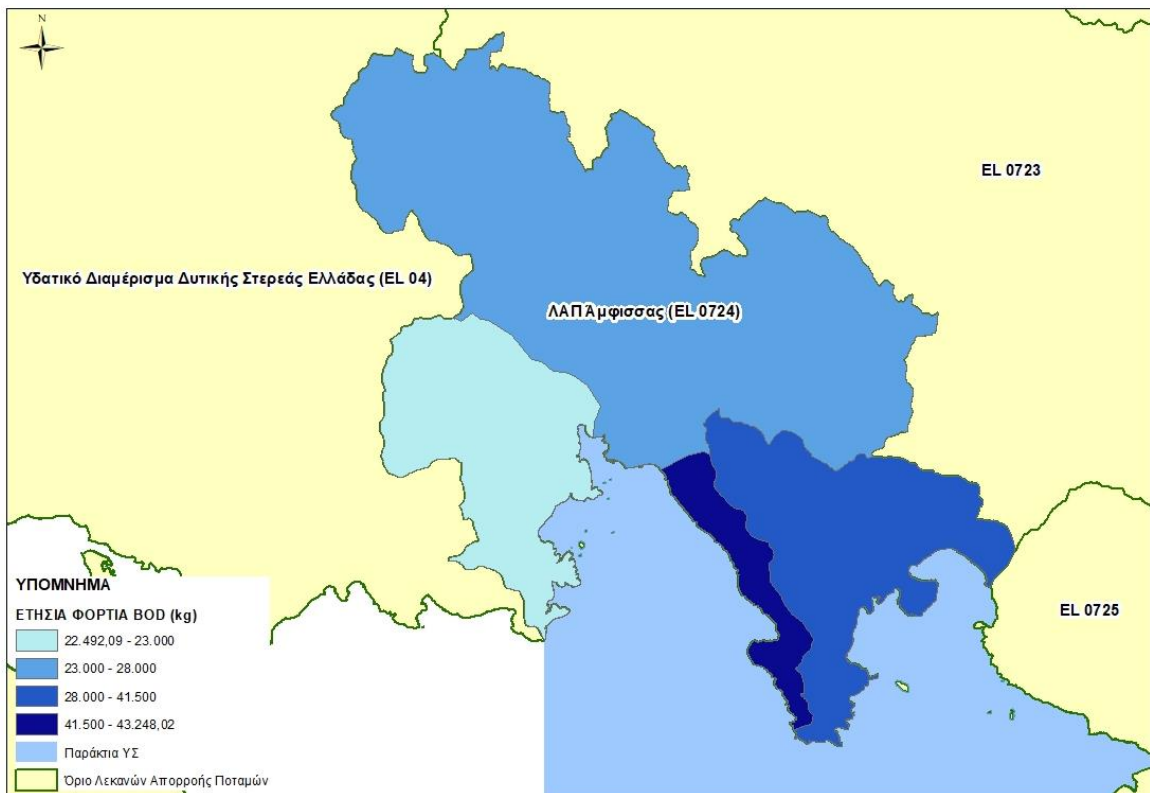 N
EL 0723
Υδατικό Διαμέρισμα Δυτικής Στερεάς Ελλάδας (EL 04)
ΛΑΠ Άμφισσας (EL 0724)
EL 0725
ΥΠΟΜΝΗΜΑ
ΕΤΗΣΙΑ ΦΟΡΤΙΑ BOD (kg)
22.492,09 - 23.000
23.000 - 28.000
28.000 - 41.500
41.500 - 43.248,02
Παράκτια ΥΣ
Όριο Λεκανών Απορροής Ποταμών